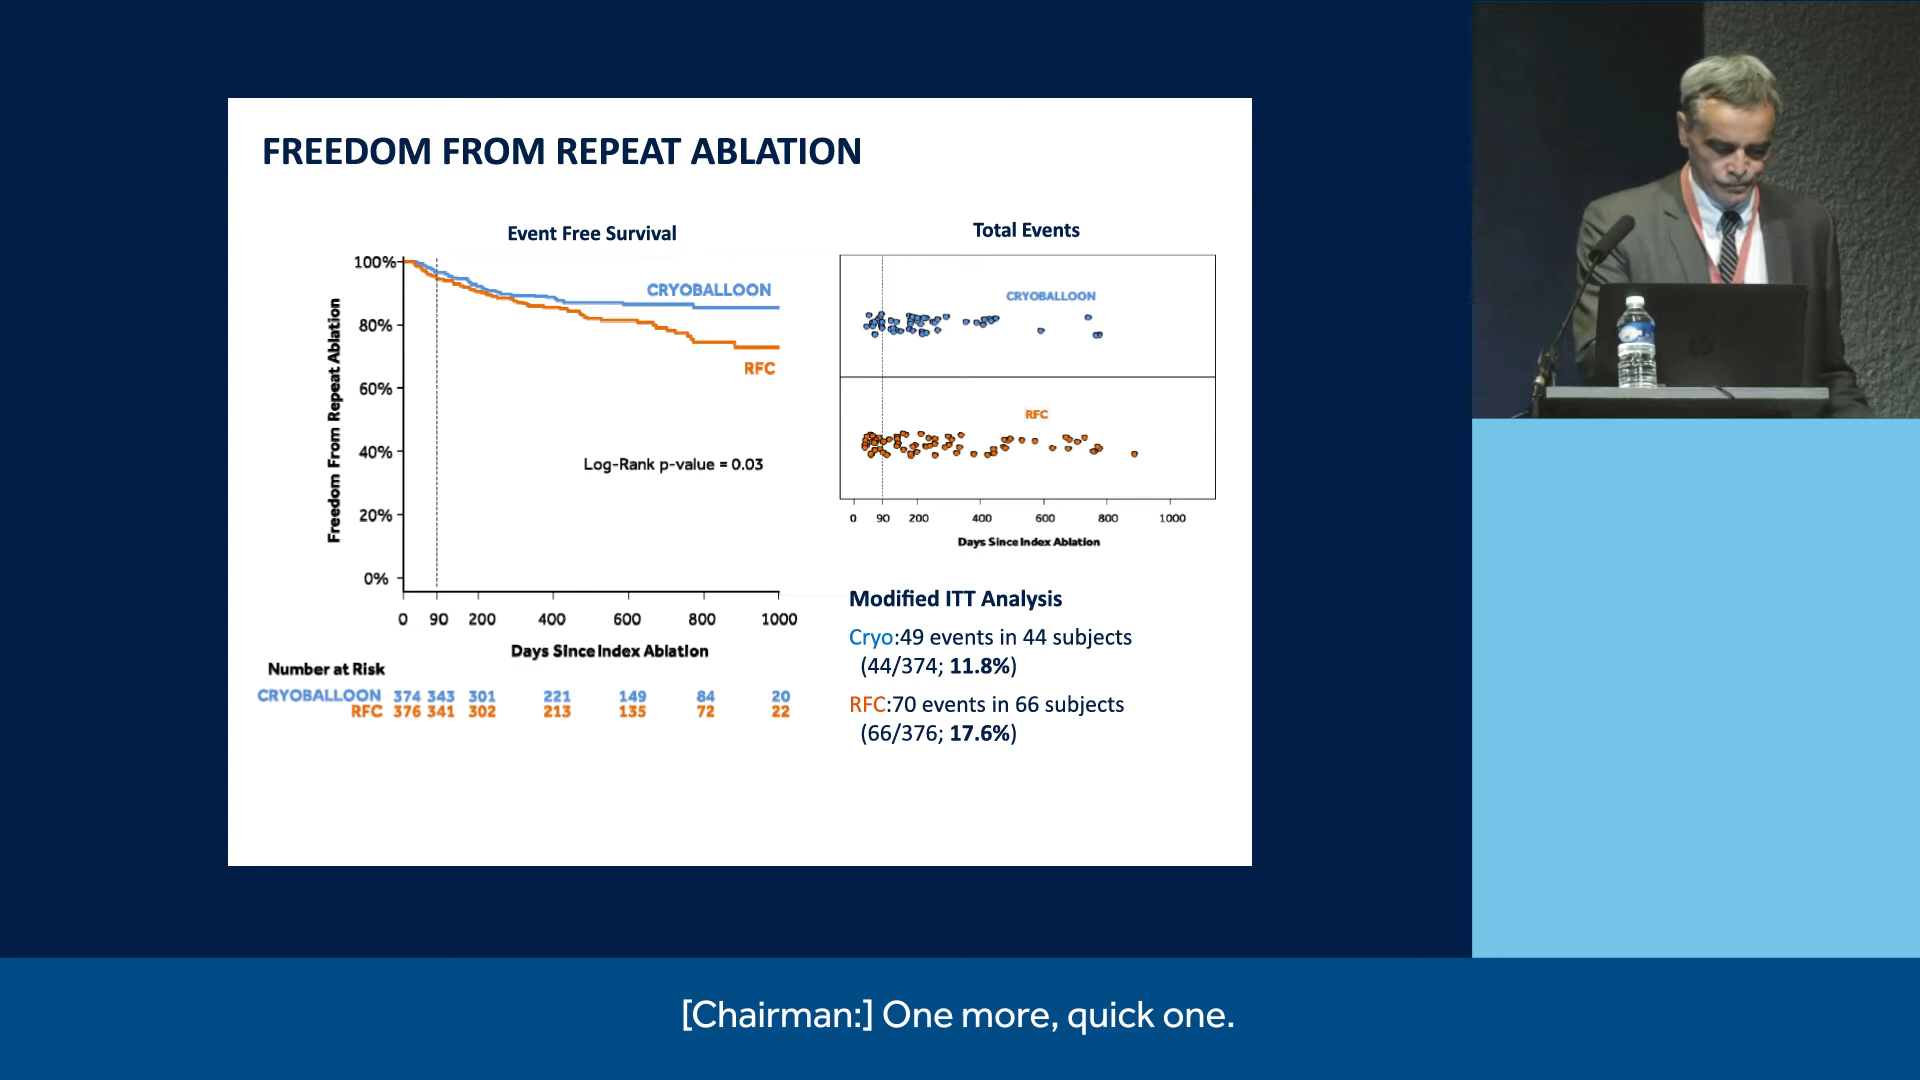 FREEDOM FROM REPEAT ABLATION
Event Free Survival
Freedom From Repeat Ablation
100%
80%
60%
40%
20%
0%
CRYOBALLOON
RFC
Log-Rank p-value = 0.03
0 90 200 400 600 800 1000
Days Since Index Ablation
Number at Risk
CRYOBALLOON 374 343 301 221 149 84 20
RFC 376 341 302 213 135 72 22
Total Events
CRYOBALLOON
RFC
0 90 200 400 600 800 1000
Days Since Index Ablation
Modified ITT Analysis
Cryo:49 events in 44 subjects
(44/374; 11.8%)
RFC:70 events in 66 subjects
(66/376; 17.6%)
[Chairman:] One more, quick one.